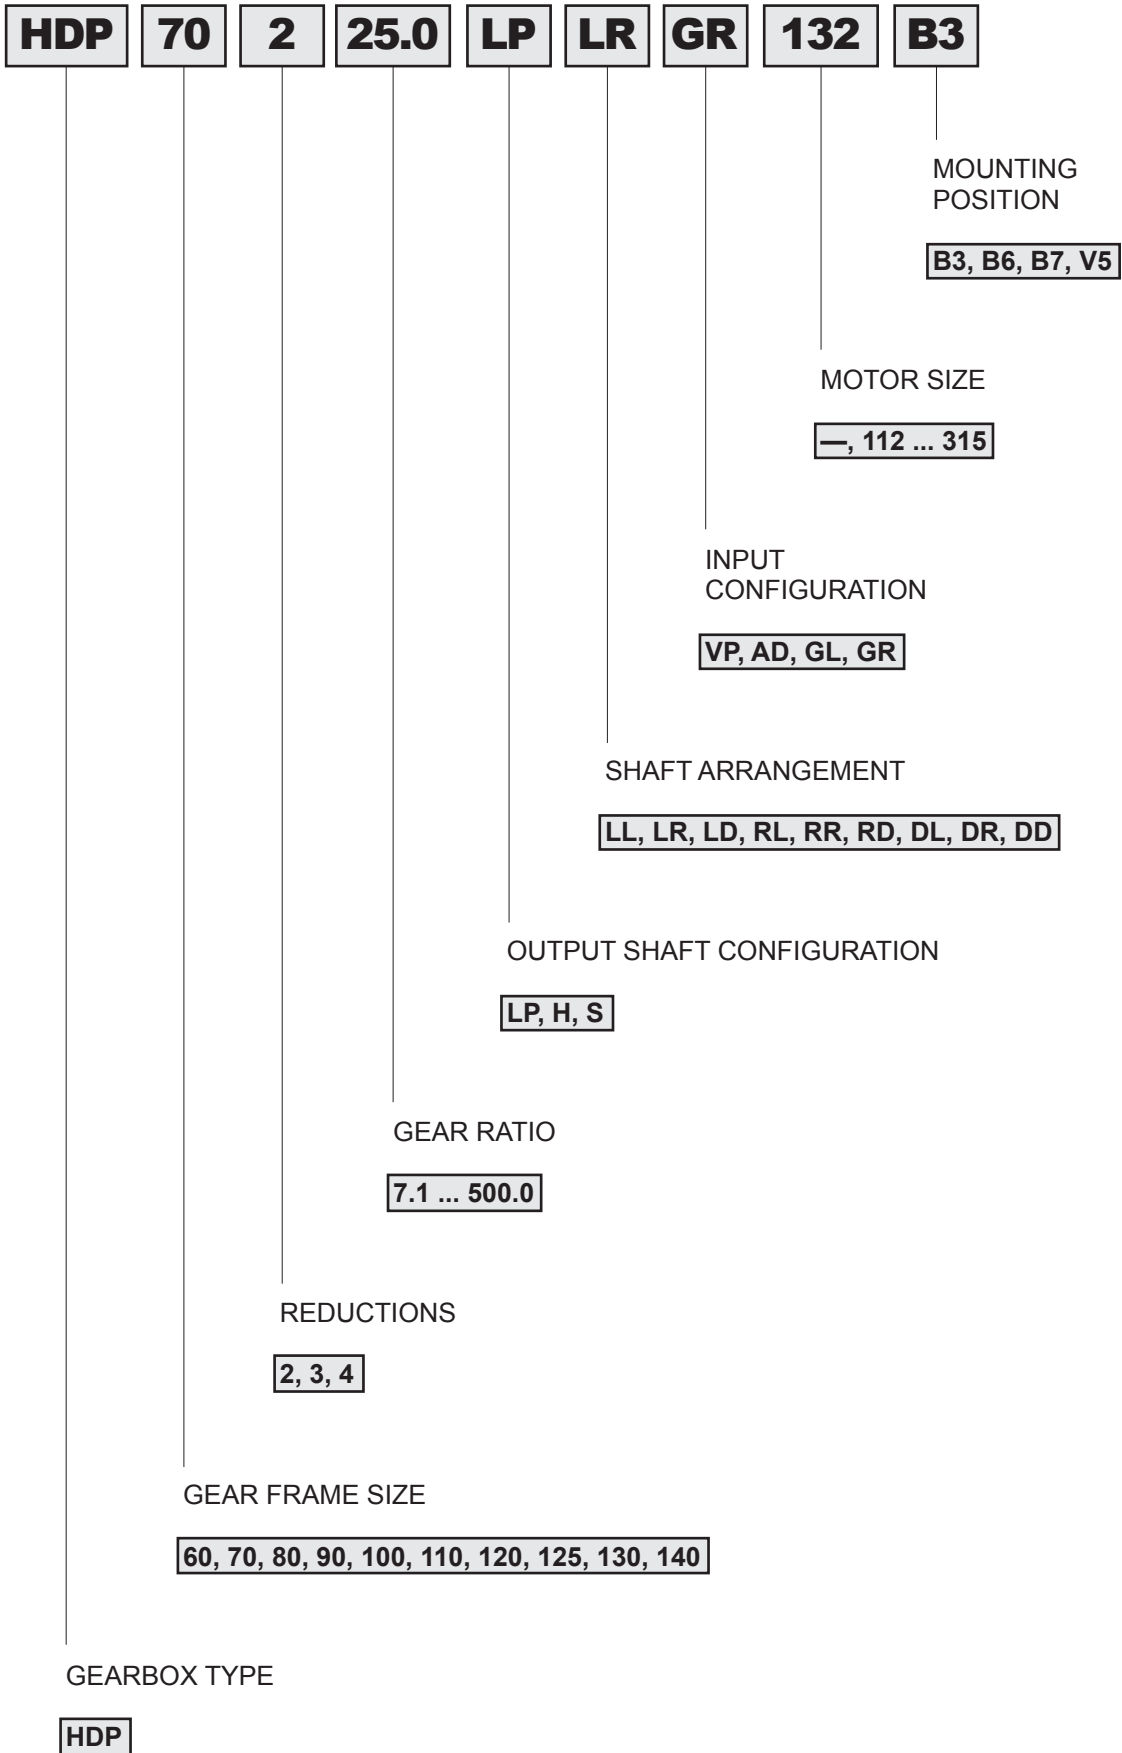 HDP 70 2 25.0 LP LR GR 132 B3
MOUNTING
POSITION
B3, B6, B7, V5
MOTOR SIZE
—, 112 ... 315
INPUT
CONFIGURATION
VP, AD, GL, GR
SHAFT ARRANGEMENT
LL, LR, LD, RL, RR, RD, DL, DR, DD
OUTPUT SHAFT CONFIGURATION
LP, H, S
GEAR RATIO
7.1 ... 500.0
REDUCTIONS
2, 3, 4
GEAR FRAME SIZE
60, 70, 80, 90, 100, 110, 120, 125, 130, 140
GEARBOX TYPE
HDP